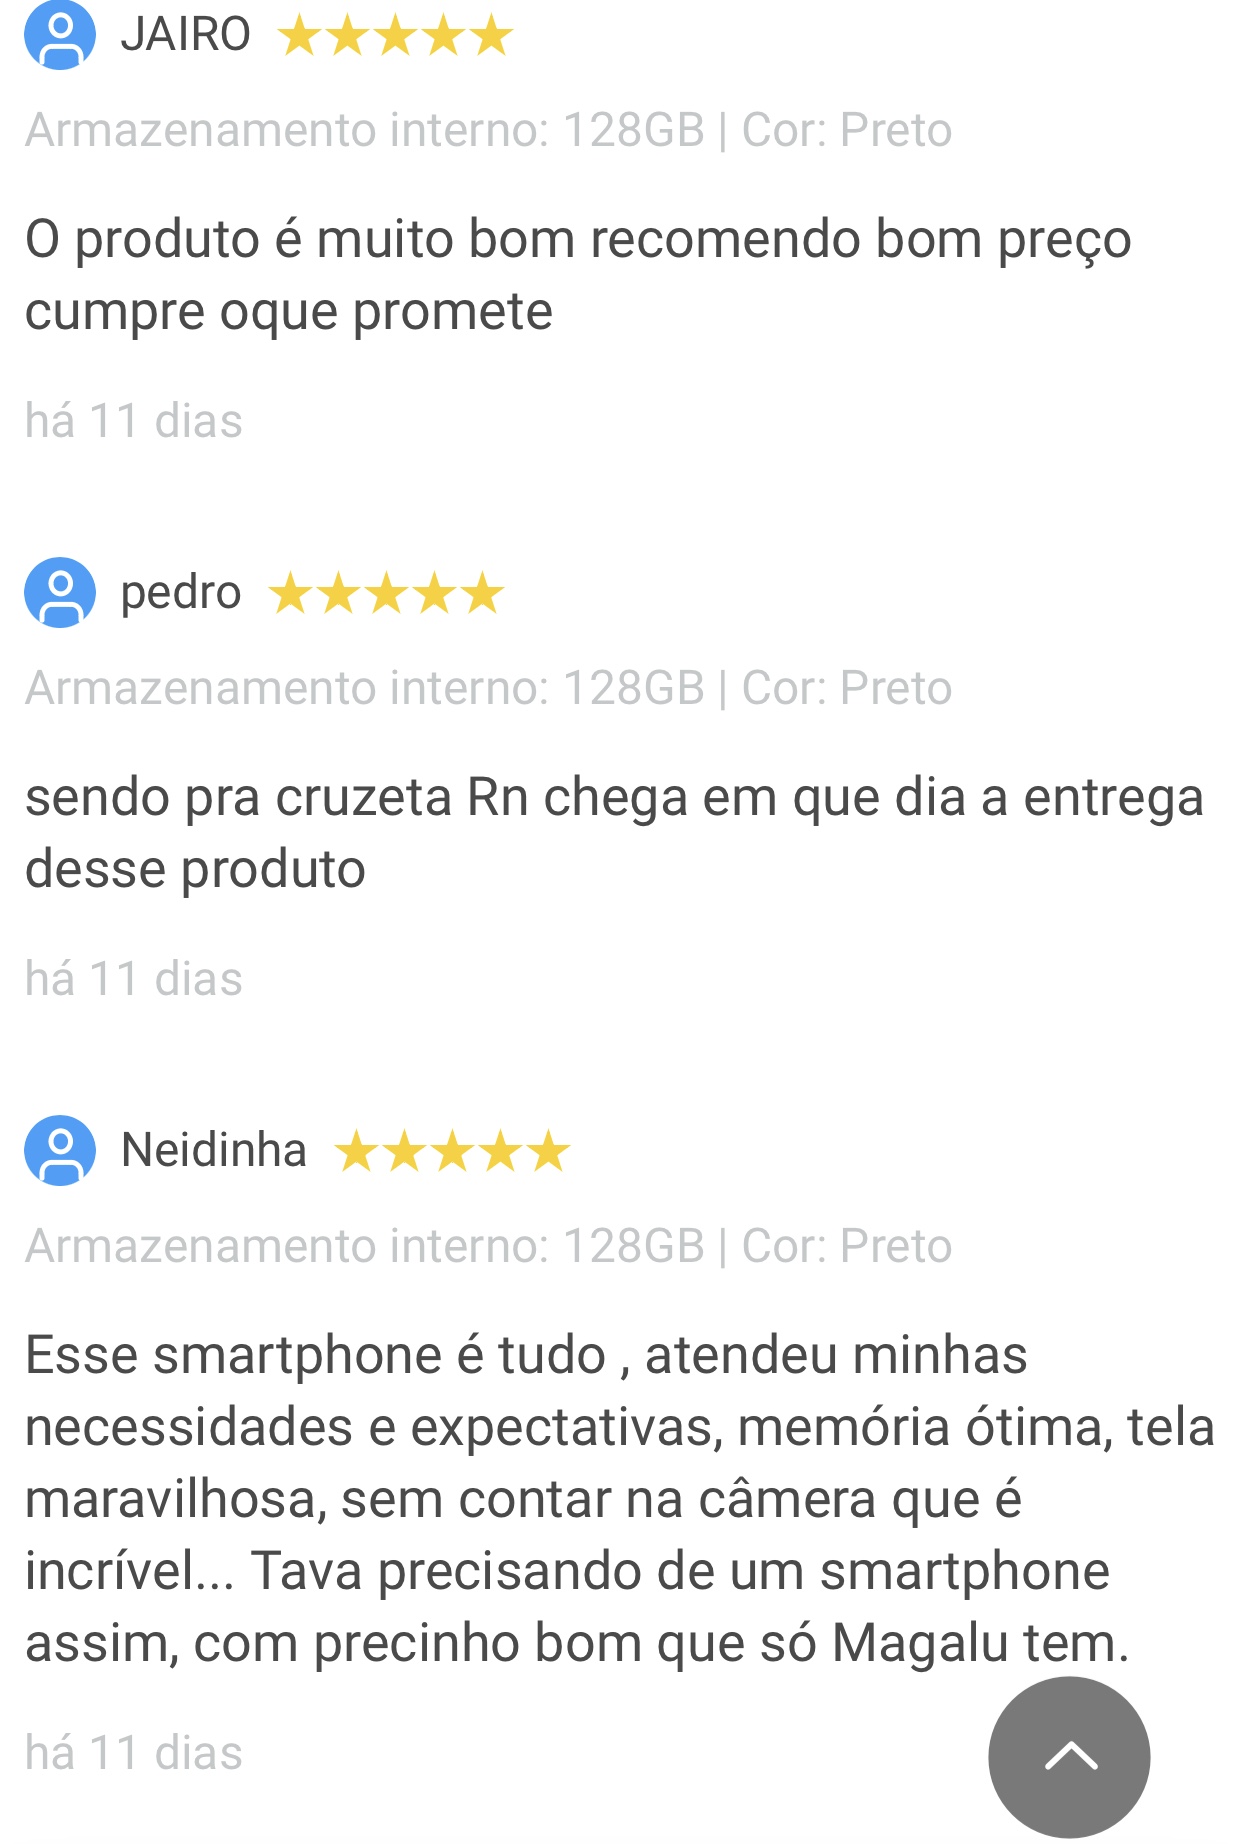 JAIRO
Armazenamento interno: 128GB | Cor: Preto
O produto é muito bom recomendo bom preço
cumpre oque promete
há 11 dias
pedro
Armazenamento interno: 128GB | Cor: Preto
sendo pra cruzeta Rn chega em que dia a entrega
desse produto
há 11 dias
Neidinha
Armazenamento interno: 128GB | Cor: Preto
Esse smartphone é tudo , atendeu minhas
necessidades e expectativas, memória ótima, tela
maravilhosa, sem contar na câmera que é
incrível... Tava precisando de um smartphone
assim, com precinho bom que só Magalu tem.
há 11 dias